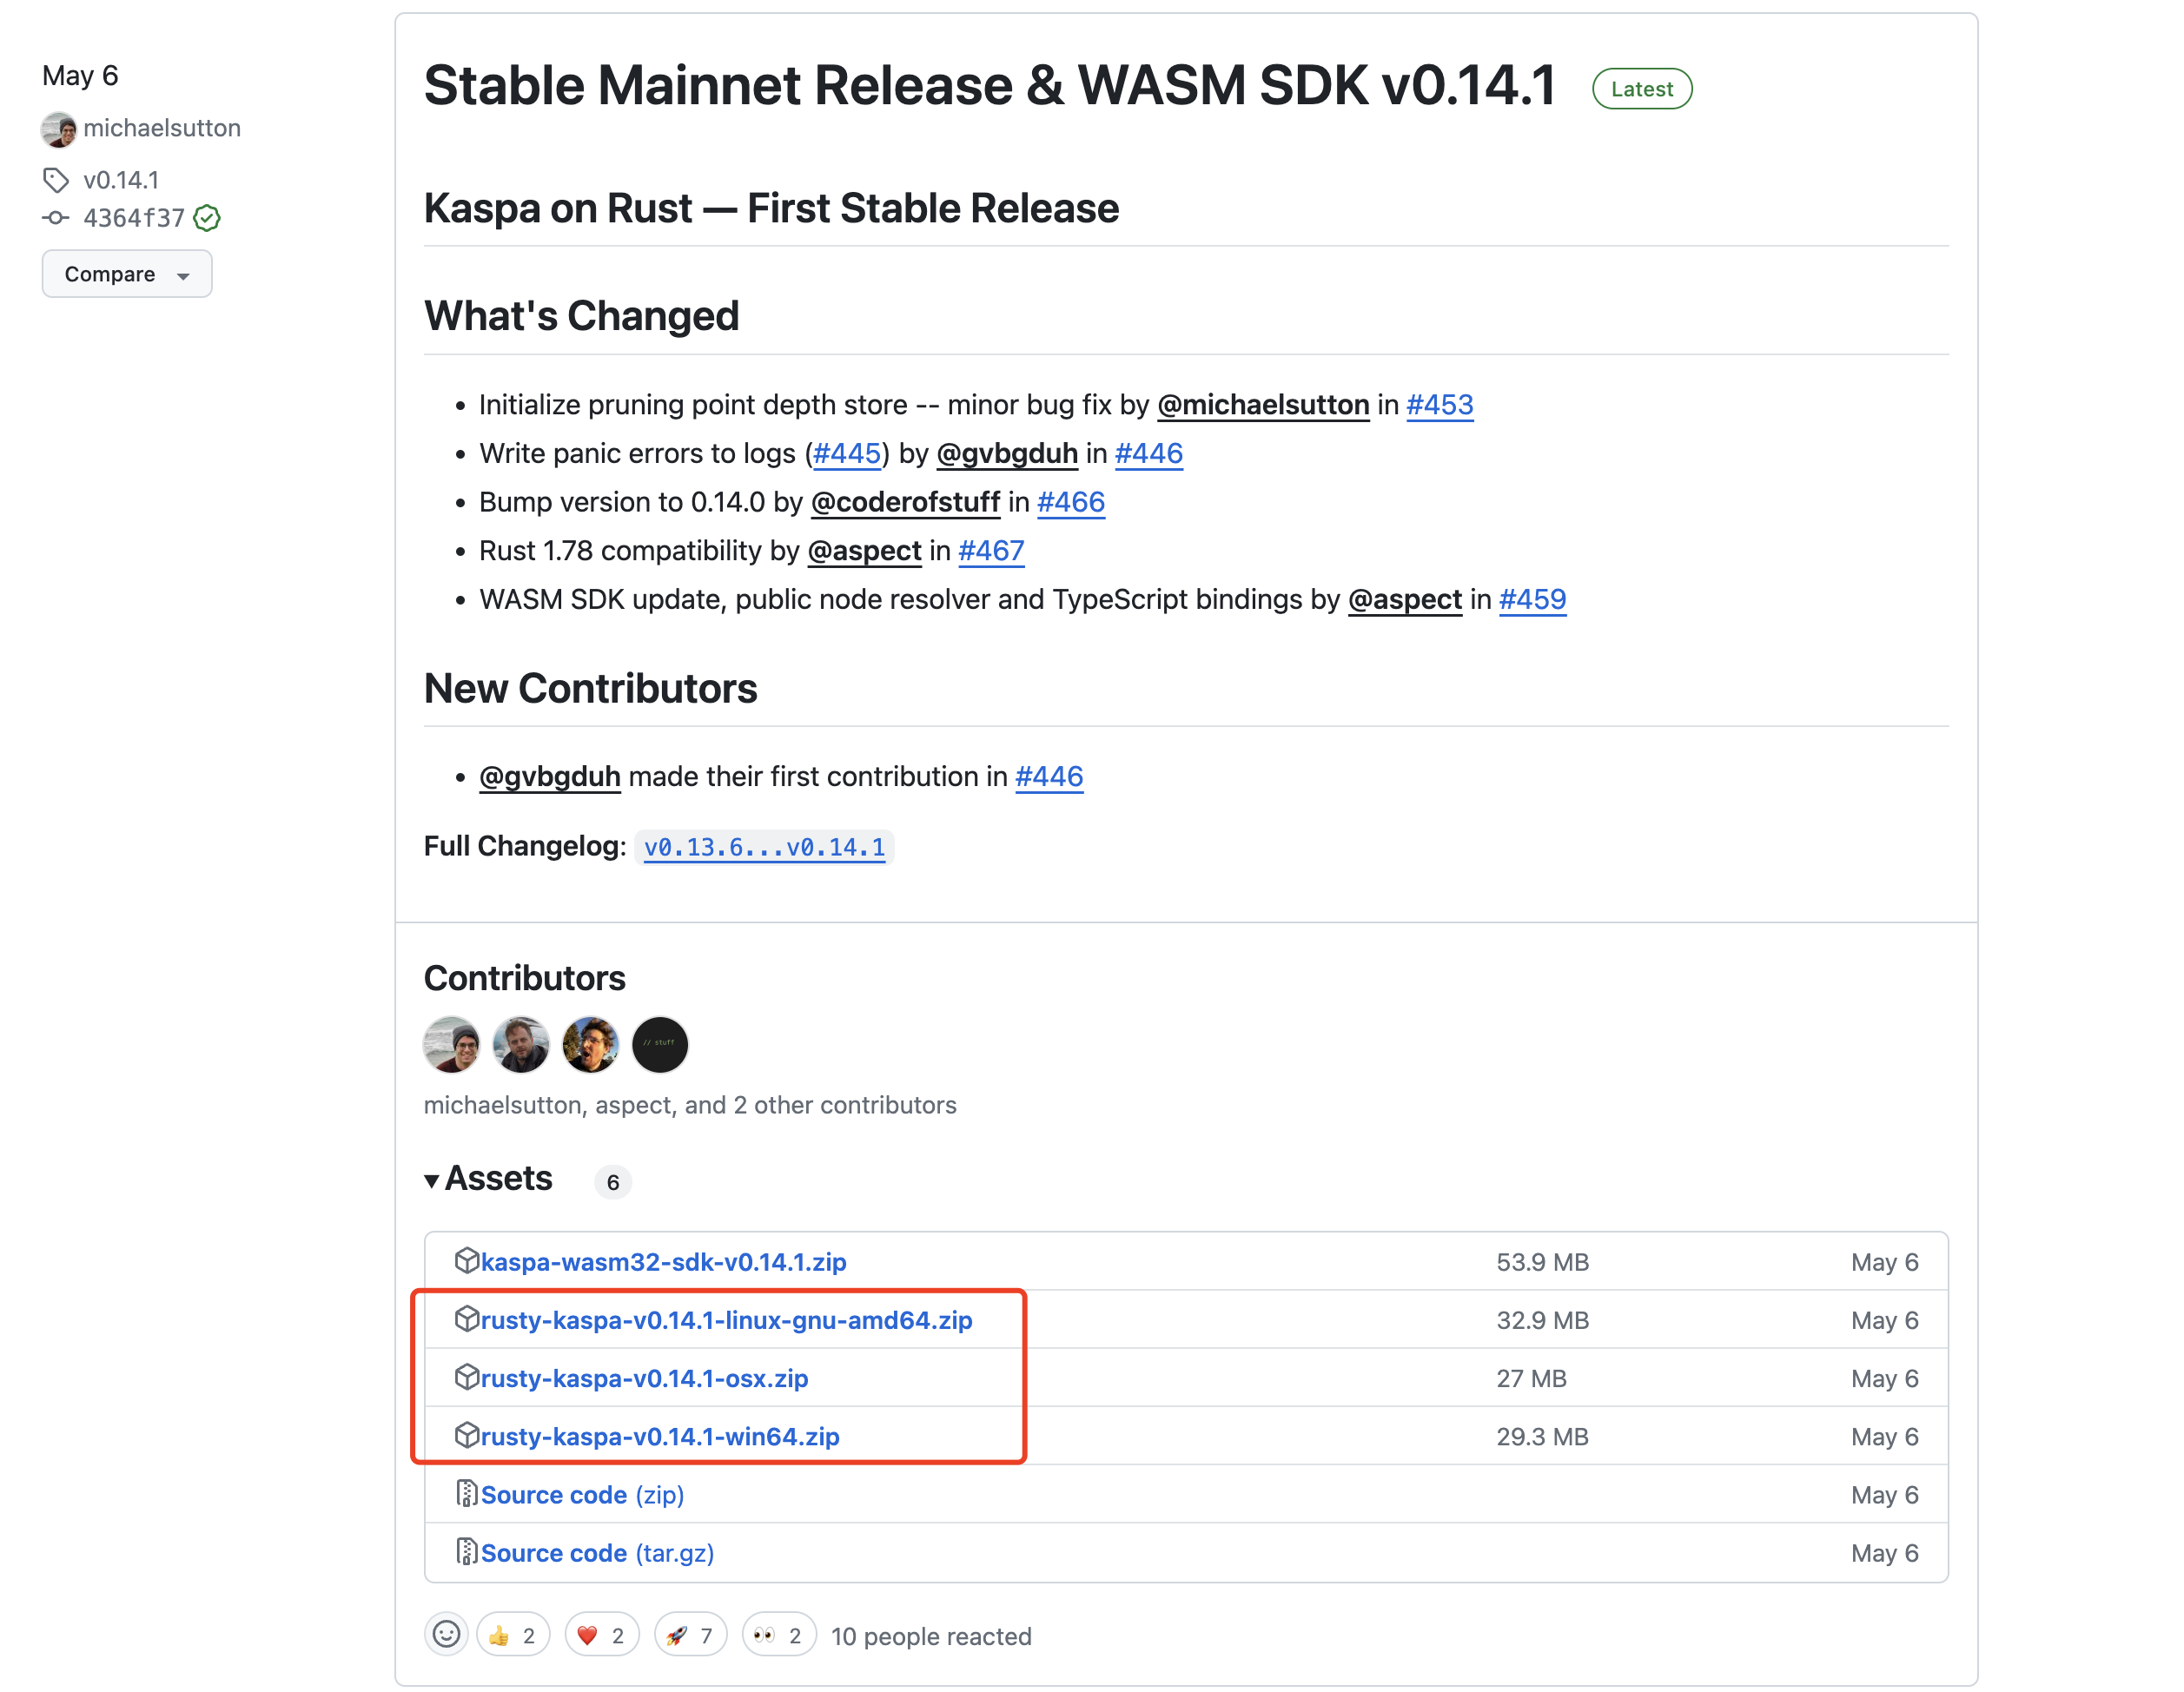 May 6
michaelsutton
v0.14.1
4364f37
Compare
Stable Mainnet Release & WASM SDK v0.14.1 Latest
Kaspa on Rust — First Stable Release
What's Changed
• Initialize pruning point depth store -- minor bug fix by @michaelsutton in #453
• Write panic errors to logs (#445) by @gvbgduh in #446
• Bump version to 0.14.0 by @coderofstuff in #466
• Rust 1.78 compatibility by @aspect in #467
• WASM SDK update, public node resolver and TypeScript bindings by @aspect in #459
New Contributors
• @gvbgduh made their first contribution in #446
Full Changelog: v0.13.6...v0.14.1
Contributors
// stuff
michaelsutton, aspect, and 2 other contributors
Assets 6
kaspa-wasm32-sdk-v0.14.1.zip 53.9 MB May 6
rusty-kaspa-v0.14.1-linux-gnu-amd64.zip 32.9 MB May 6
rusty-kaspa-v0.14.1-osx.zip 27 MB May 6
rusty-kaspa-v0.14.1-win64.zip 29.3 MB May 6
Source code (zip) May 6
Source code (tar.gz) May 6
👍 2 ❤️ 2 🚀 7 👀 2 10 people reacted